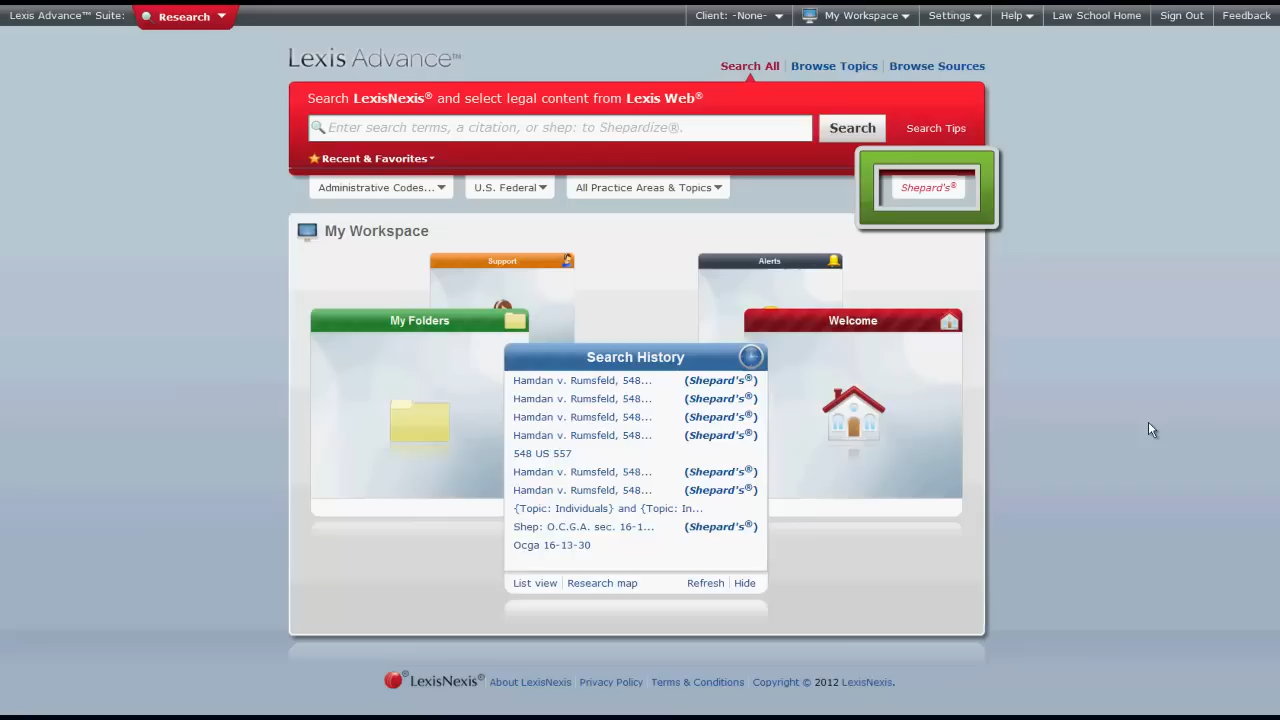 Lexis Advance™ Suite: Research Client: -None- My Workspace Settings Help Law School Home Sign Out Feedback
Lexis Advance™
Search All Browse Topics Browse Sources
Search LexisNexis® and select legal content from Lexis Web®
Enter search terms, a citation, or shep: to Shepardize®. Search Search Tips
Recent & Favorites
Administrative Codes... U.S. Federal All Practice Areas & Topics Shepard's®
My Workspace
Support Alerts
My Folders Welcome
Search History
Hamdan v. Rumsfeld, 548... (Shepard's®)
Hamdan v. Rumsfeld, 548... (Shepard's®)
Hamdan v. Rumsfeld, 548... (Shepard's®)
Hamdan v. Rumsfeld, 548... (Shepard's®)
548 US 557
Hamdan v. Rumsfeld, 548... (Shepard's®)
Hamdan v. Rumsfeld, 548... (Shepard's®)
{Topic: Individuals} and {Topic: In...
Shep: O.C.G.A. sec. 16-1... (Shepard's®)
Ocga 16-13-30
List view Research map Refresh Hide
LexisNexis® About LexisNexis Privacy Policy Terms & Conditions Copyright © 2012 LexisNexis.